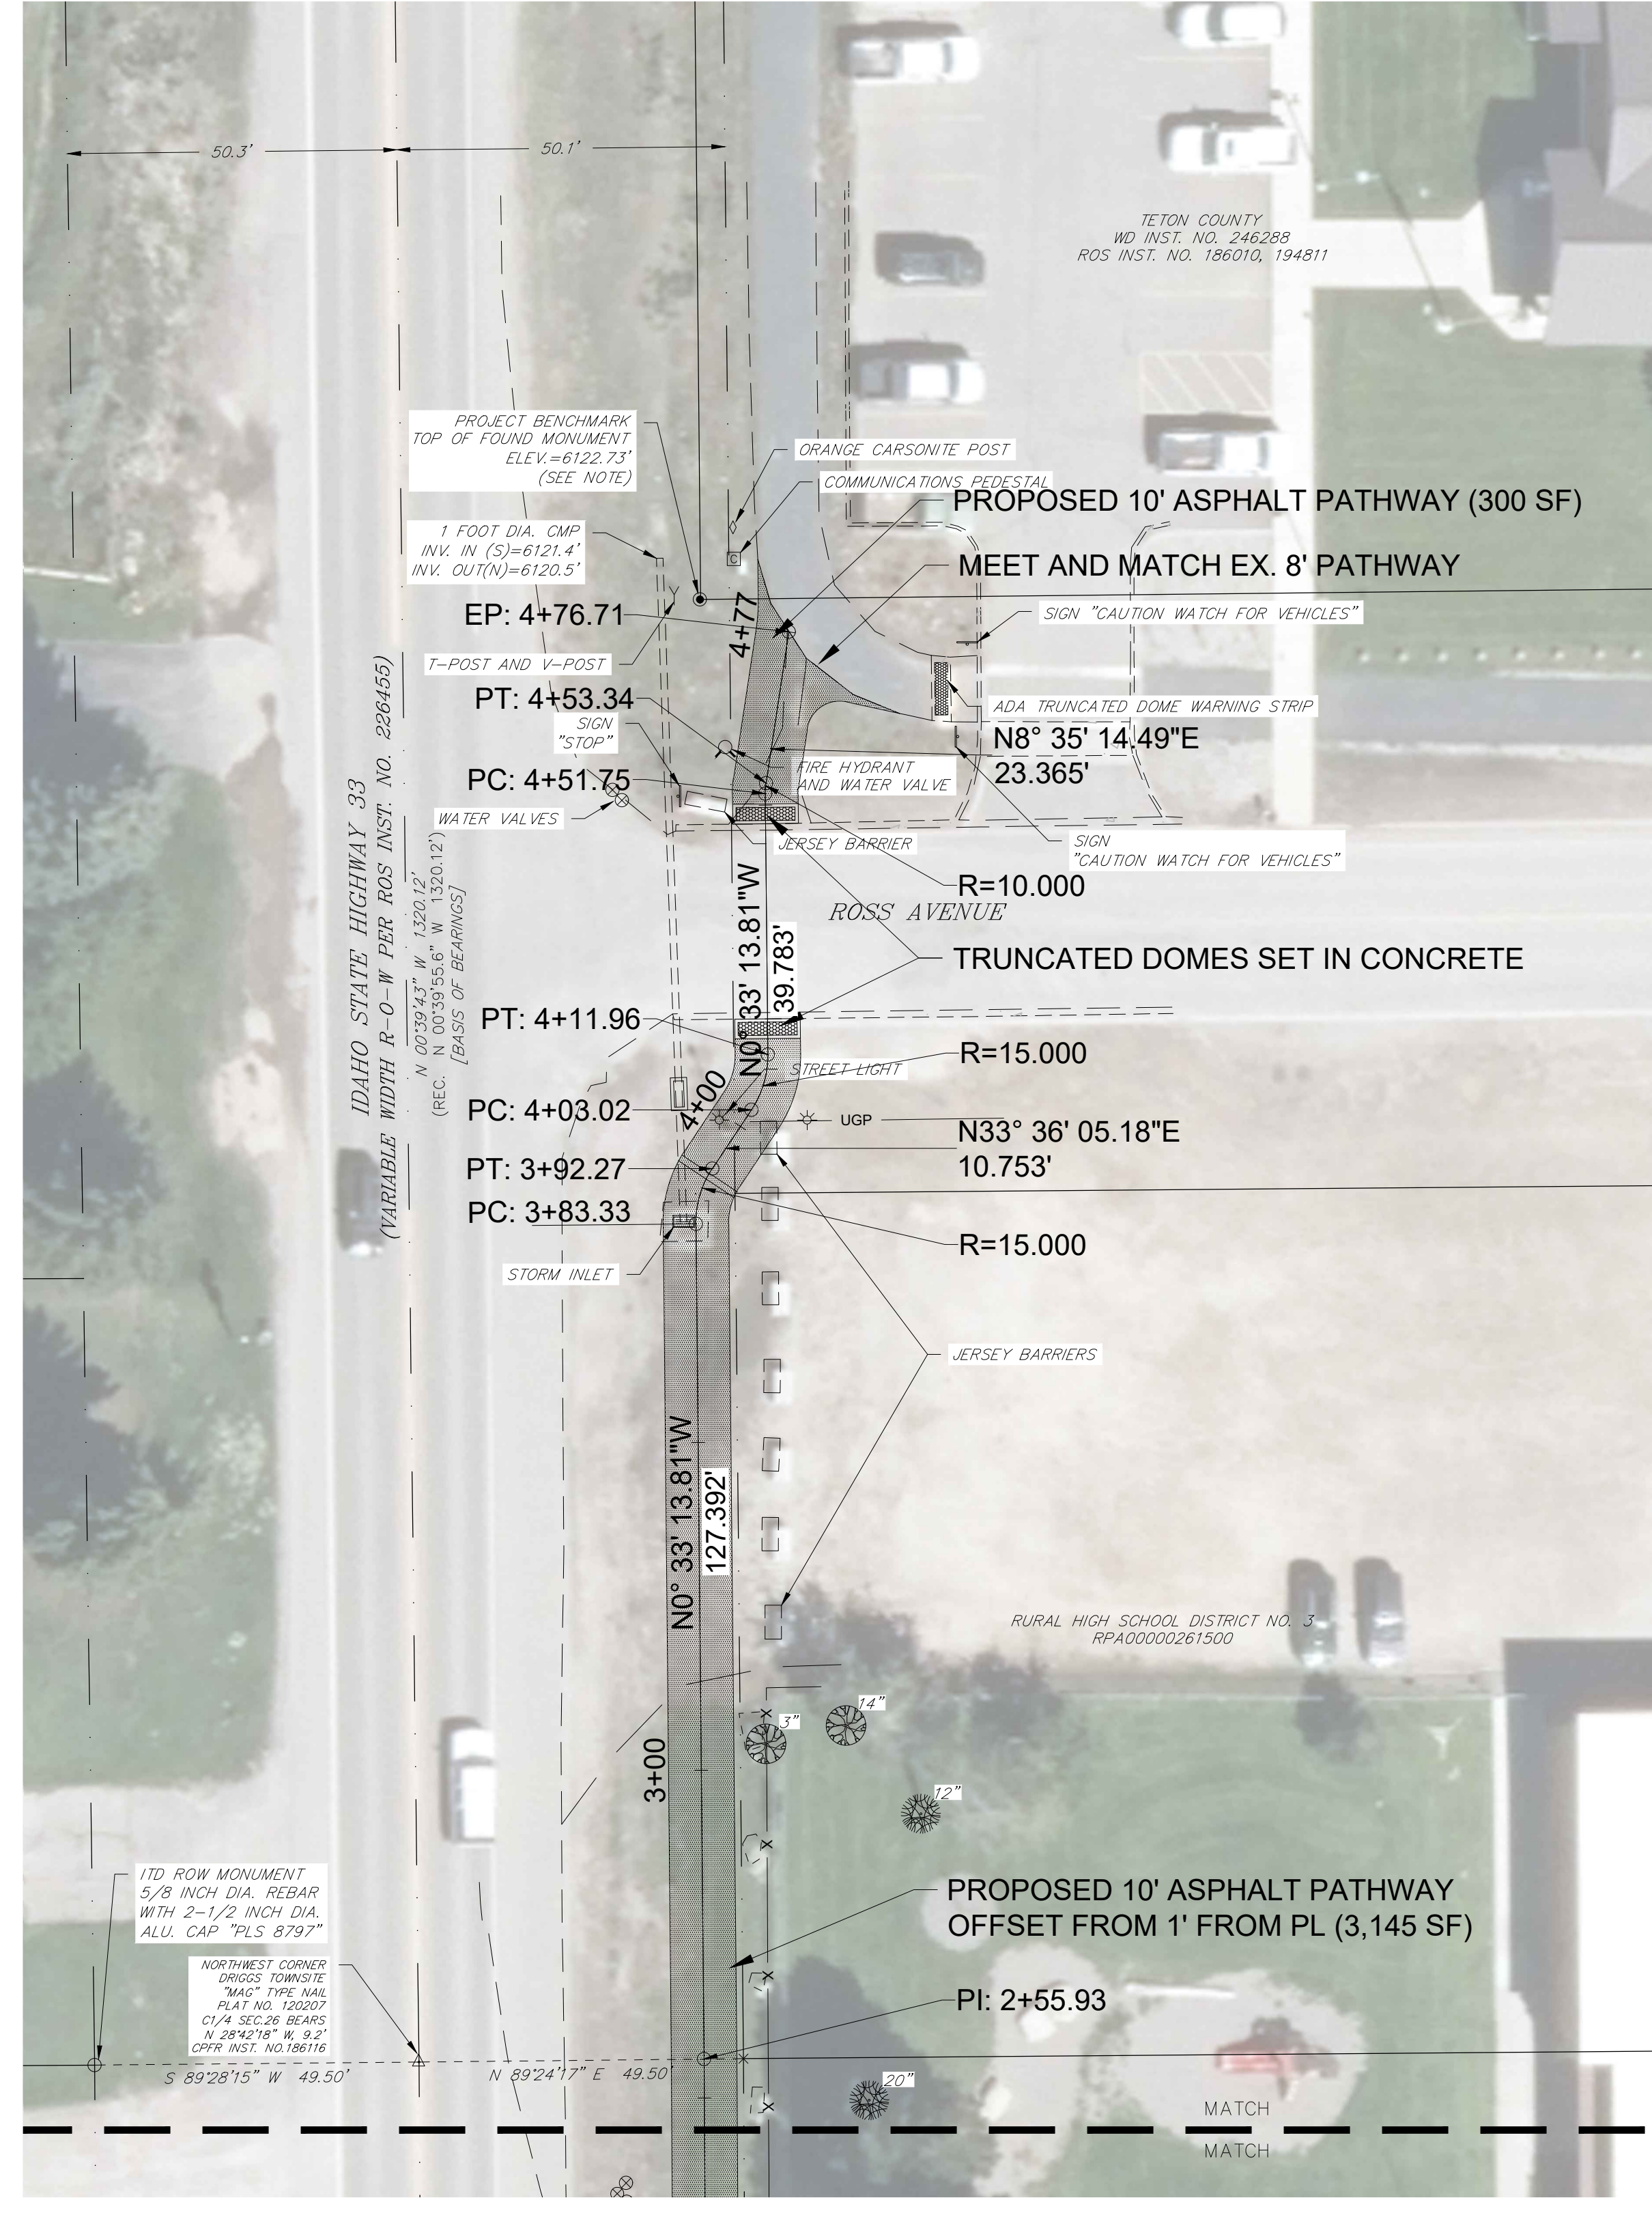 50.3'
50.1'
TETON COUNTY
WD INST. NO. 246288
ROS INST. NO. 186010, 194811
PROJECT BENCHMARK
TOP OF FOUND MONUMENT
ELEV.=6122.73'
(SEE NOTE)
ORANGE CARSONITE POST
COMMUNICATIONS PEDESTAL
PROPOSED 10' ASPHALT PATHWAY (300 SF)
1 FOOT DIA. CMP
INV. IN (S)=6121.4'
INV. OUT(N)=6120.5'
C
MEET AND MATCH EX. 8' PATHWAY
EP: 4+76.71
4+77
SIGN "CAUTION WATCH FOR VEHICLES"
T-POST AND V-POST
PT: 4+53.34
ADA TRUNCATED DOME WARNING STRIP
SIGN
"STOP"
N8° 35' 14.49"E
23.365'
PC: 4+51.75
FIRE HYDRANT
AND WATER VALVE
WATER VALVES
JERSEY BARRIER
SIGN
"CAUTION WATCH FOR VEHICLES"
R=10.000
ROSS AVENUE
N0° 33' 13.81"W
39.783'
TRUNCATED DOMES SET IN CONCRETE
IDAHO STATE HIGHWAY 33
(VARIABLE WIDTH R-O-W PER ROS INST. NO. 226455)
N 00°39'43" W 1320.12'
(REC. N 00°39'55.6" W 1320.12')
[BASIS OF BEARINGS]
PT: 4+11.96
R=15.000
STREET LIGHT
4+00
PC: 4+03.02
UGP
N33° 36' 05.18"E
10.753'
PT: 3+92.27
PC: 3+83.33
R=15.000
STORM INLET
JERSEY BARRIERS
N0° 33' 13.81"W
127.392'
RURAL HIGH SCHOOL DISTRICT NO. 3
RPA00000261500
3"
14"
3+00
12"
ITD ROW MONUMENT
5/8 INCH DIA. REBAR
WITH 2-1/2 INCH DIA.
ALU. CAP "PLS 8797"
PROPOSED 10' ASPHALT PATHWAY
OFFSET FROM 1' FROM PL (3,145 SF)
NORTHWEST CORNER
DRIGGS TOWNSITE
"MAG" TYPE NAIL
PLAT NO. 120207
C1/4 SEC.26 BEARS
N 28°42'18" W, 9.2'
CPFR INST. NO.186116
PI: 2+55.93
S 89°28'15" W 49.50'
N 89°24'17" E 49.50'
20"
MATCH
MATCH